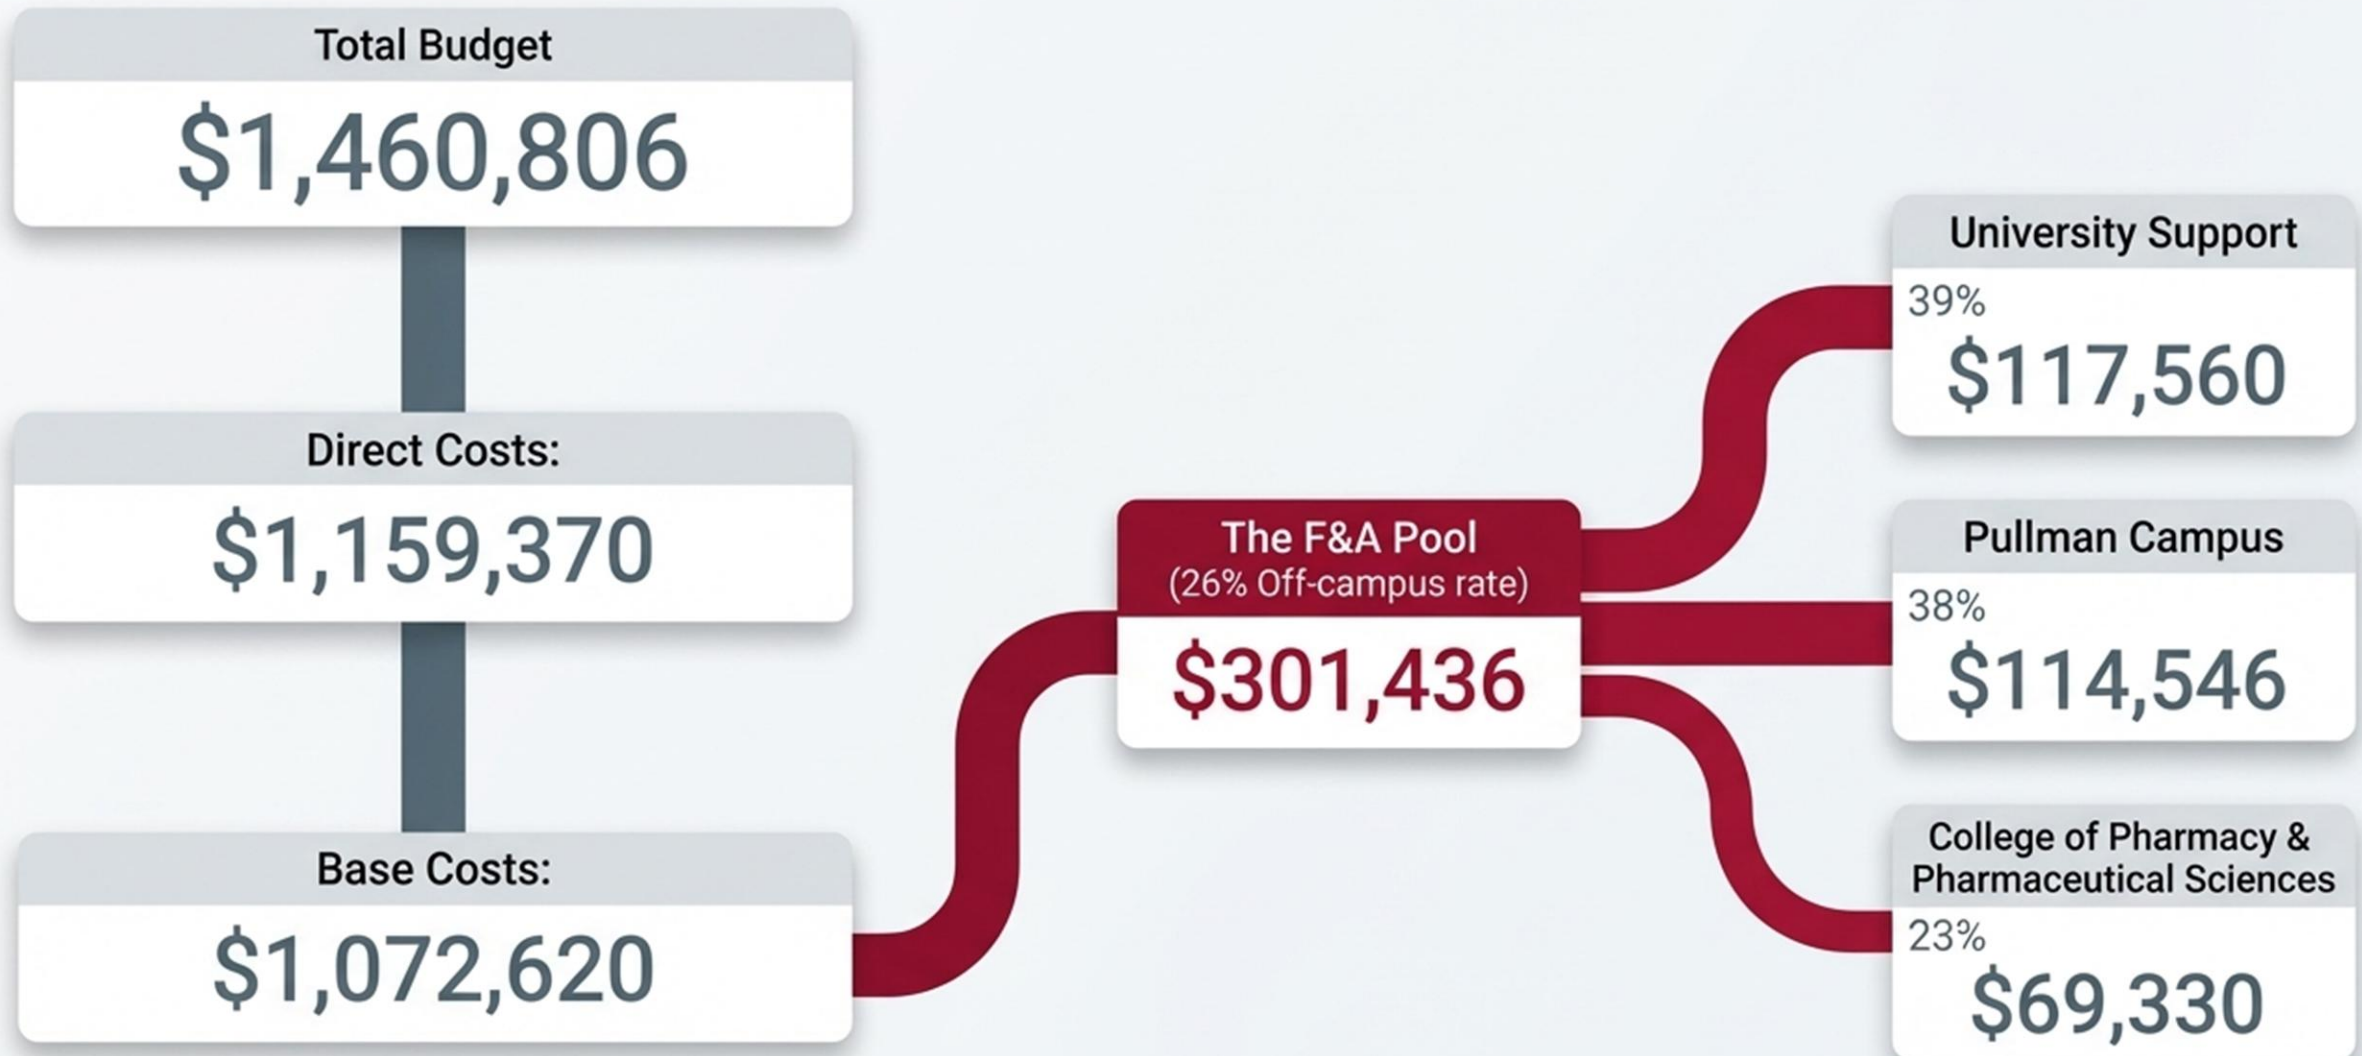 Total Budget
$1,460,806
Direct Costs:
$1,159,370
Base Costs:
$1,072,620
The F&A Pool
(26% Off-campus rate)
$301,436
University Support
39%
$117,560
Pullman Campus
38%
$114,546
College of Pharmacy &
Pharmaceutical Sciences
23%
$69,330